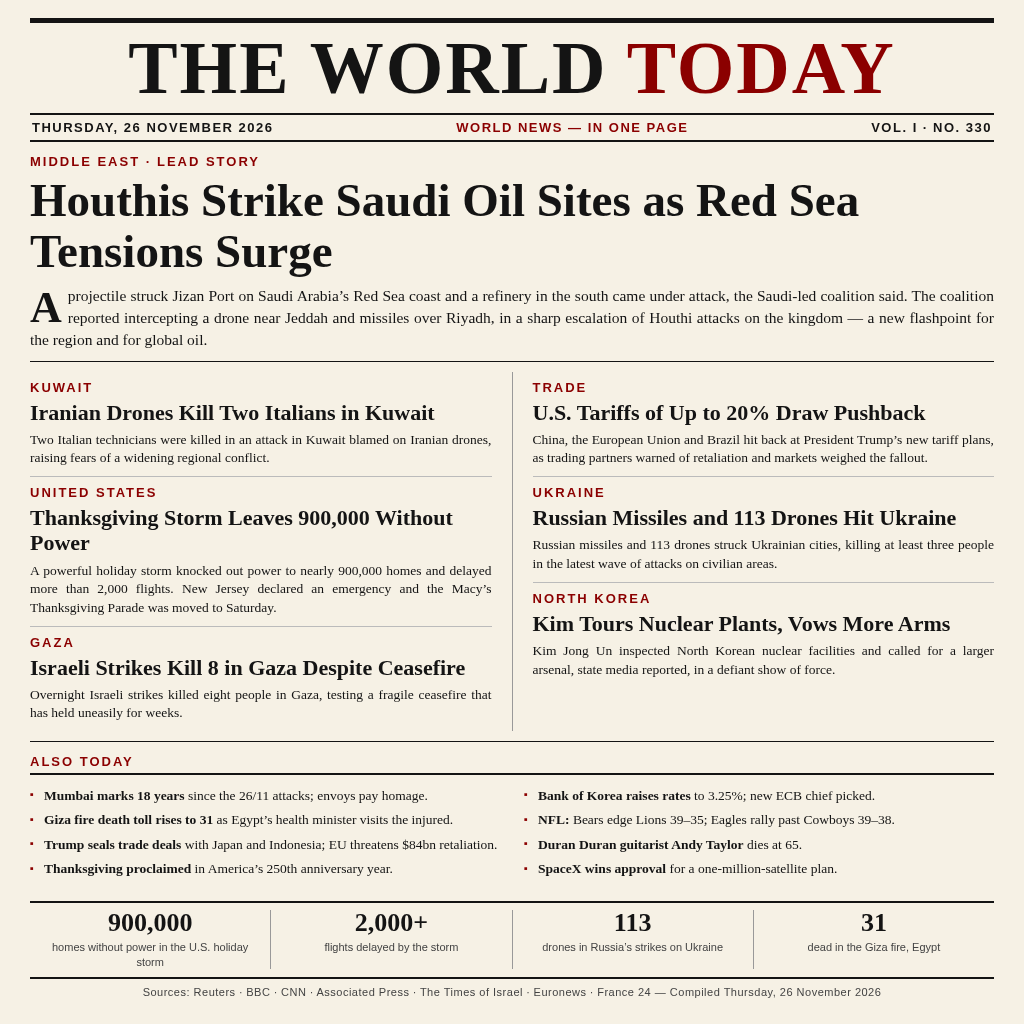 THE WORLD TODAY
THURSDAY, 26 NOVEMBER 2026
WORLD NEWS — IN ONE PAGE
VOL. I · NO. 330
MIDDLE EAST · LEAD STORY
Houthis Strike Saudi Oil Sites as Red Sea
Tensions Surge
A projectile struck Jizan Port on Saudi Arabia’s Red Sea coast and a refinery in the south came under attack, the Saudi-led coalition said. The coalition
reported intercepting a drone near Jeddah and missiles over Riyadh, in a sharp escalation of Houthi attacks on the kingdom — a new flashpoint for
the region and for global oil.
KUWAIT
Iranian Drones Kill Two Italians in Kuwait
Two Italian technicians were killed in an attack in Kuwait blamed on Iranian drones,
raising fears of a widening regional conflict.
UNITED STATES
Thanksgiving Storm Leaves 900,000 Without
Power
A powerful holiday storm knocked out power to nearly 900,000 homes and delayed
more than 2,000 flights. New Jersey declared an emergency and the Macy’s
Thanksgiving Parade was moved to Saturday.
GAZA
Israeli Strikes Kill 8 in Gaza Despite Ceasefire
Overnight Israeli strikes killed eight people in Gaza, testing a fragile ceasefire that
has held uneasily for weeks.
TRADE
U.S. Tariffs of Up to 20% Draw Pushback
China, the European Union and Brazil hit back at President Trump’s new tariff plans,
as trading partners warned of retaliation and markets weighed the fallout.
UKRAINE
Russian Missiles and 113 Drones Hit Ukraine
Russian missiles and 113 drones struck Ukrainian cities, killing at least three people
in the latest wave of attacks on civilian areas.
NORTH KOREA
Kim Tours Nuclear Plants, Vows More Arms
Kim Jong Un inspected North Korean nuclear facilities and called for a larger
arsenal, state media reported, in a defiant show of force.
ALSO TODAY
▪ Mumbai marks 18 years since the 26/11 attacks; envoys pay homage.
▪ Giza fire death toll rises to 31 as Egypt’s health minister visits the injured.
▪ Trump seals trade deals with Japan and Indonesia; EU threatens $84bn retaliation.
▪ Thanksgiving proclaimed in America’s 250th anniversary year.
▪ Bank of Korea raises rates to 3.25%; new ECB chief picked.
▪ NFL: Bears edge Lions 39–35; Eagles rally past Cowboys 39–38.
▪ Duran Duran guitarist Andy Taylor dies at 65.
▪ SpaceX wins approval for a one-million-satellite plan.
900,000
homes without power in the U.S. holiday
storm
2,000+
flights delayed by the storm
113
drones in Russia’s strikes on Ukraine
31
dead in the Giza fire, Egypt
Sources: Reuters · BBC · CNN · Associated Press · The Times of Israel · Euronews · France 24 — Compiled Thursday, 26 November 2026